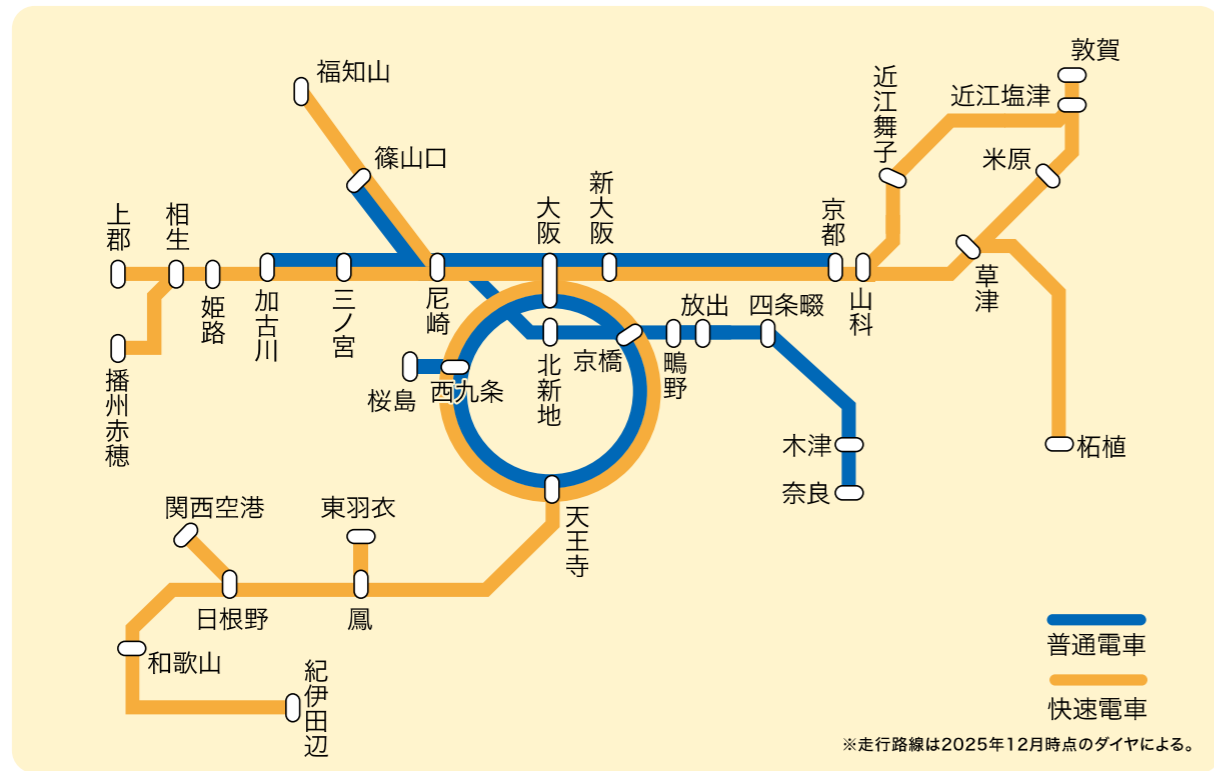 敦賀
近江塩津
近江舞子
米原
福知山
篠山口
新大阪
大阪
京都
上郡
相生
姫路
加古川
三ノ宮
尼崎
山科
草津
放出
四条畷
京橋
鴫野
北新地
播州赤穂
桜島
西九条
木津
柘植
奈良
関西空港
東羽衣
天王寺
日根野
鳳
和歌山
紀伊田辺
普通電車
快速電車
※走行路線は2025年12月時点のダイヤによる。